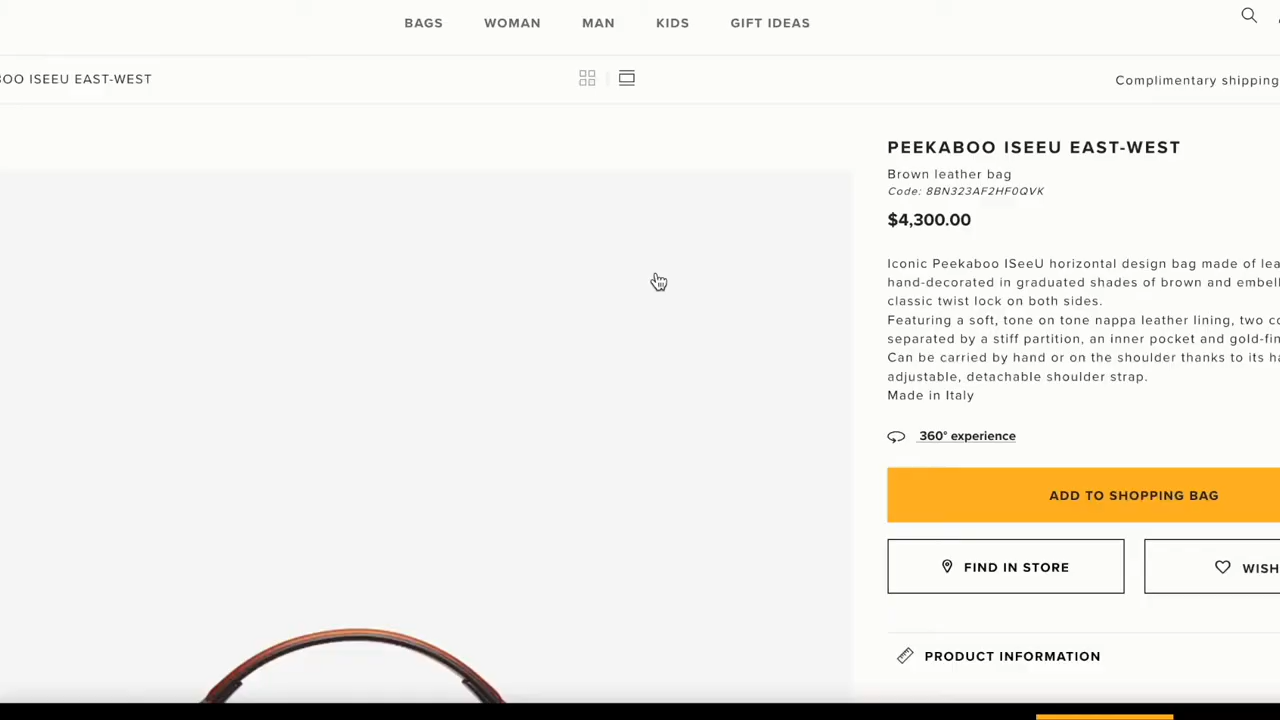 BAGS WOMAN MAN KIDS GIFT IDEAS
OO ISEEU EAST-WEST
Complimentary shipping
PEEKABOO ISEEU EAST-WEST
Brown leather bag
Code: 8BN323AF2HF0QVK
$4,300.00
Iconic Peekaboo ISeeU horizontal design bag made of lea
hand-decorated in graduated shades of brown and embell
classic twist lock on both sides.
Featuring a soft, tone on tone nappa leather lining, two co
separated by a stiff partition, an inner pocket and gold-fin
Can be carried by hand or on the shoulder thanks to its ha
adjustable, detachable shoulder strap.
Made in Italy
360° experience
ADD TO SHOPPING BAG
FIND IN STORE
WISH
PRODUCT INFORMATION